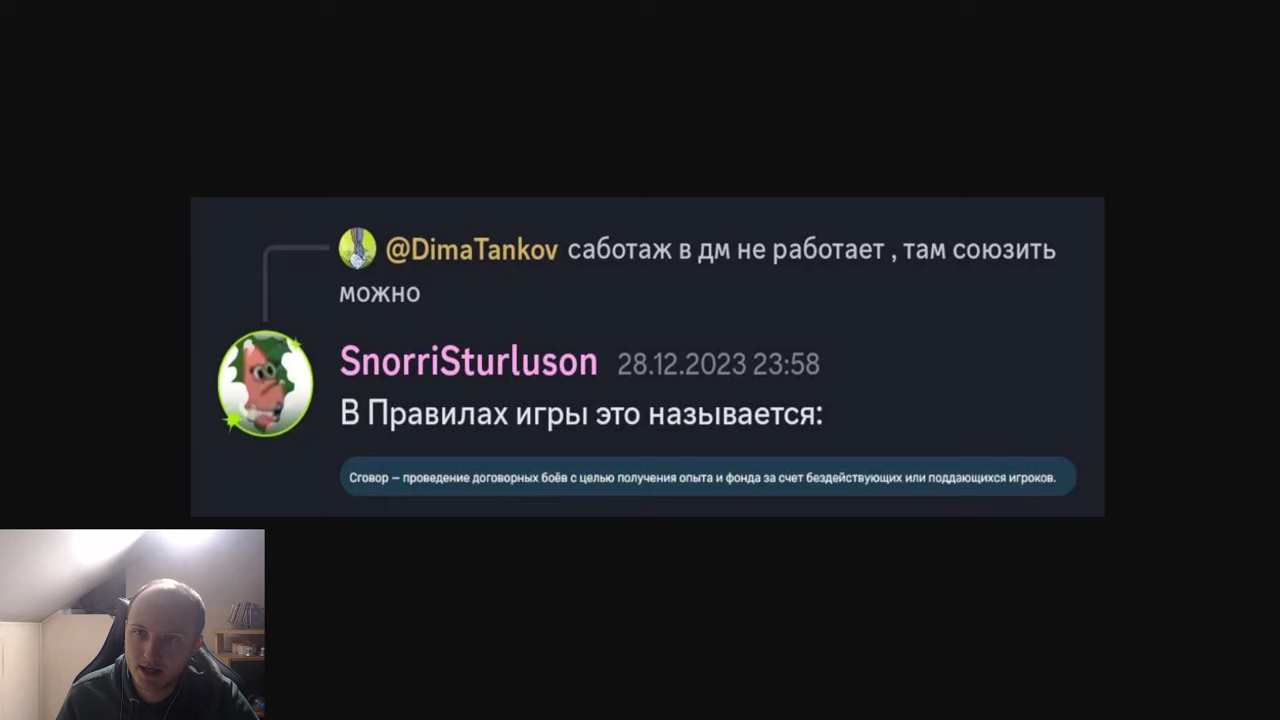 @DimaTankov саботаж в дм не работает , там союзить
можно
SnorriSturluson 28.12.2023 23:58
В Правилах игры это называется:
Сговор — проведение договорных боёв с целью получения опыта и фонда за счет бездействующих или поддающихся игроков.